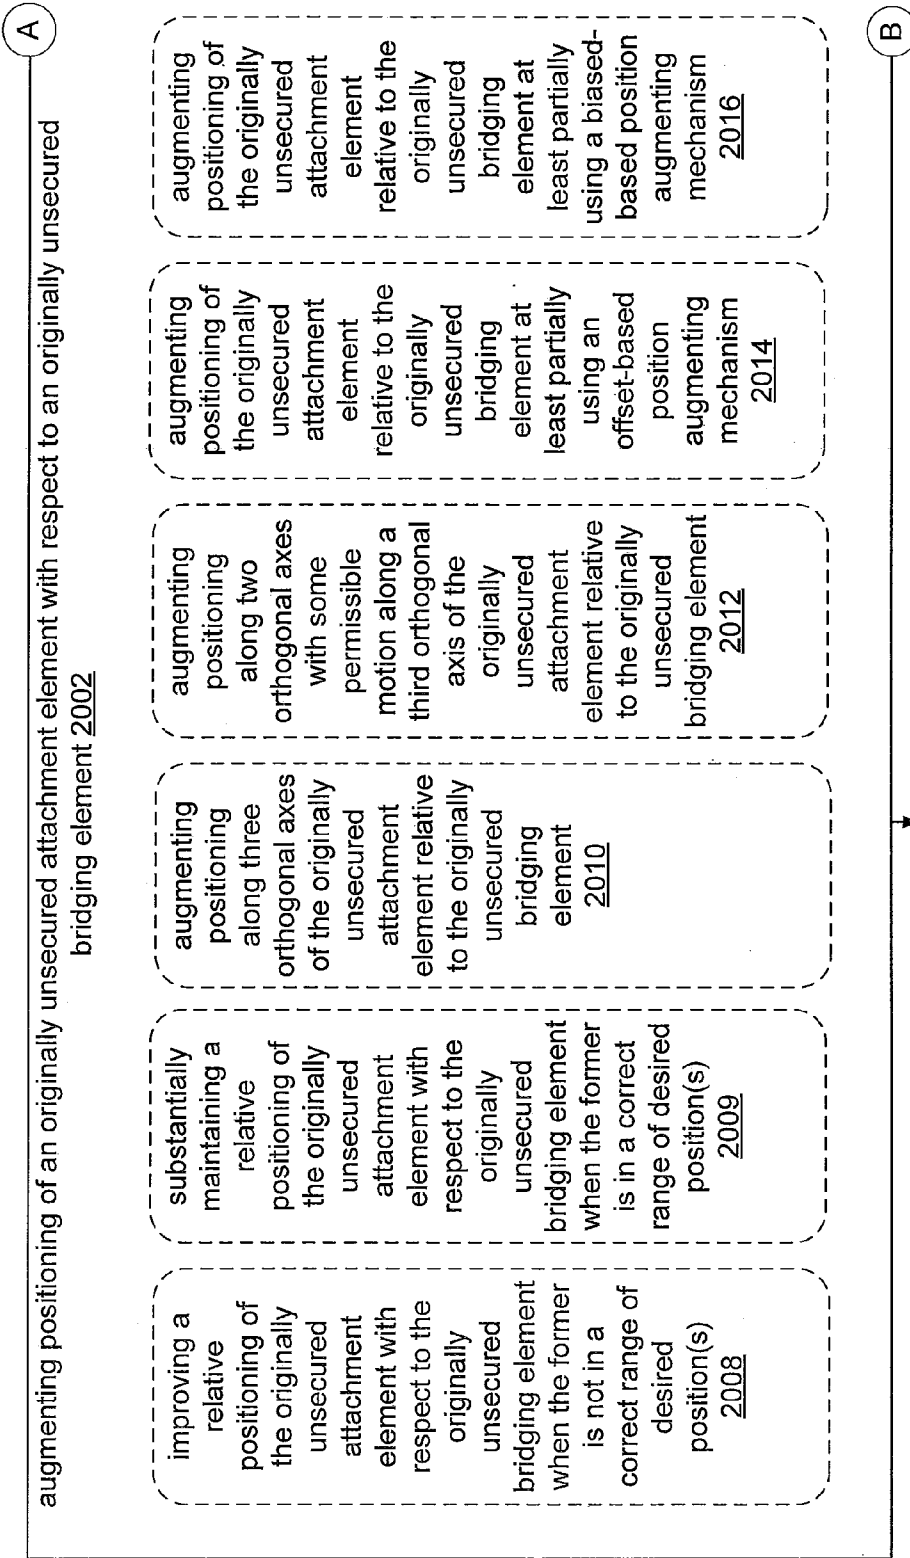 A
augmenting positioning of an originally unsecured attachment element with respect to an originally unsecured
bridging element 2002
improving a
relative
positioning of
the originally
unsecured
attachment
element with
respect to the
originally
unsecured
bridging element
when the former
is not in a
correct range of
desired
position(s)
2008
substantially
maintaining a
relative
positioning of
the originally
unsecured
attachment
element with
respect to the
originally
unsecured
bridging element
when the former
is in a correct
range of desired
position(s)
2009
augmenting
positioning
along three
orthogonal axes
of the originally
unsecured
attachment
element relative
to the originally
unsecured
bridging
element
2010
augmenting
positioning
along two
orthogonal axes
with some
permissible
motion along a
third orthogonal
axis of the
originally
unsecured
attachment
element relative
to the originally
unsecured
bridging element
2012
augmenting
positioning of
the originally
unsecured
attachment
element
relative to the
originally
unsecured
bridging
element at
least partially
using an
offset-based
position
augmenting
mechanism
2014
augmenting
positioning of
the originally
unsecured
attachment
element
relative to the
originally
unsecured
bridging
element at
least partially
using a biased-
based position
augmenting
mechanism
2016
B